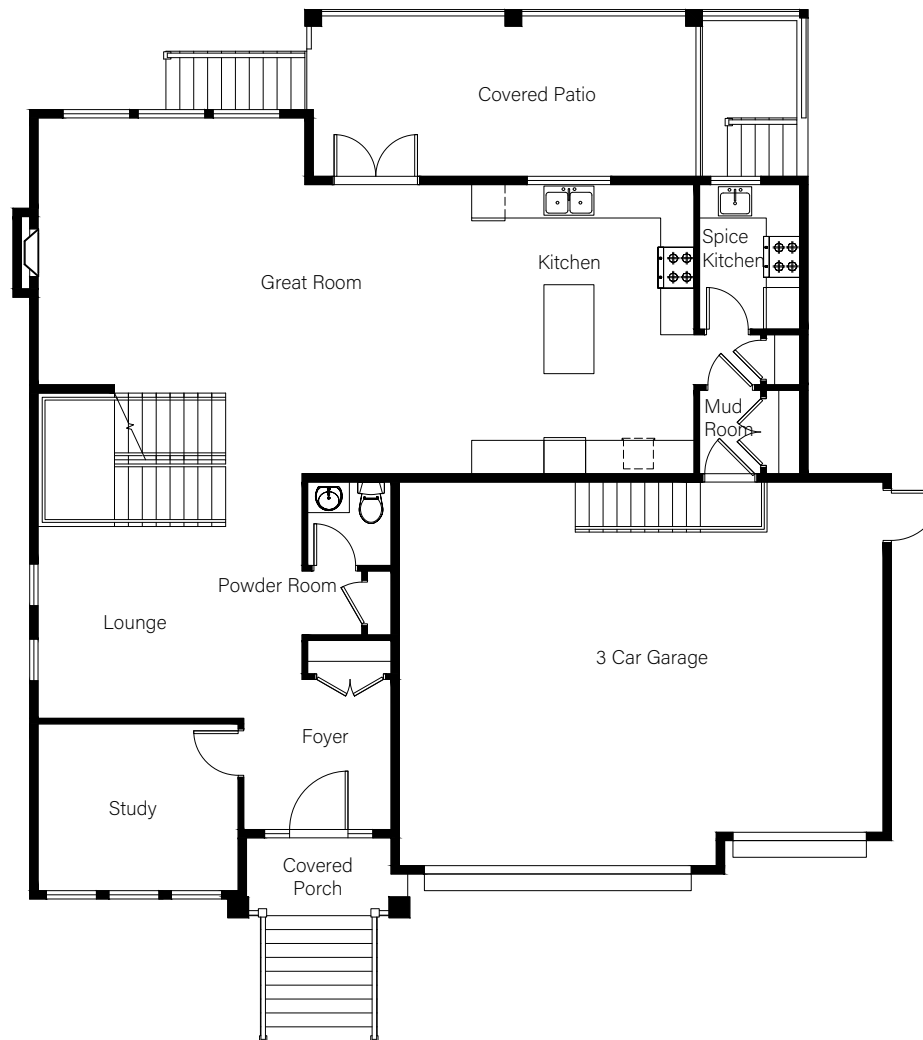 Covered Patio
Spice
Kitchen
Kitchen
Great Room
Mud
Room
Powder Room
Lounge
3 Car Garage
Foyer
Study
Covered
Porch